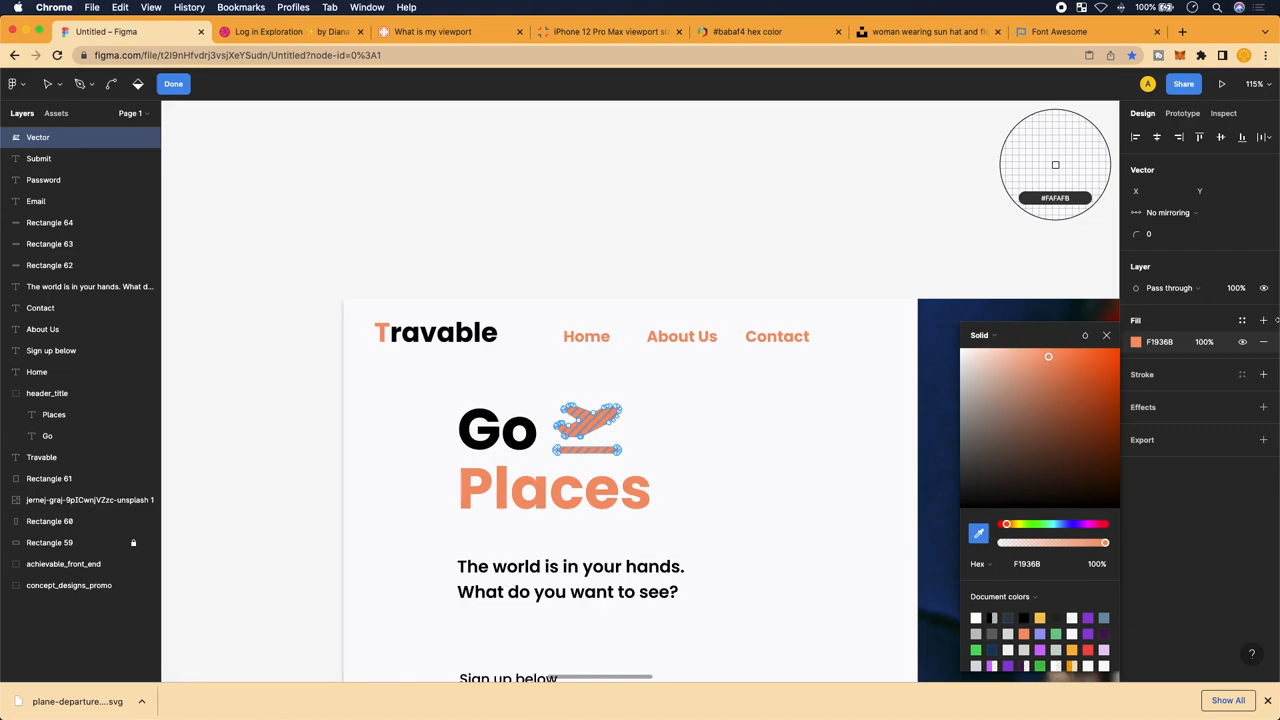 Chrome File Edit View History Bookmarks Profiles Tab Window Help 100%
Untitled – Figma Log in Exploration ✨ by Diana What is my viewport iPhone 12 Pro Max viewport si #babaf4 hex color woman wearing sun hat and fl Font Awesome
figma.com/file/t2I9nHfvdrj3vsjXeYSudn/Untitled?node-id=0%3A1
Done A Share 115%
Layers Assets Page 1 Design Prototype Inspect
Vector
Submit
Password
Email
Rectangle 64
Rectangle 63
Rectangle 62
The world is in your hands. What d...
Contact
About Us
Sign up below
Home
header_title
Places
Go
Travable
Rectangle 61
jernej-graj-9pICwnjVZzc-unsplash 1
Rectangle 60
Rectangle 59
achievable_front_end
concept_designs_promo
#FAFAFB
Travable Home About Us Contact
Go
Places
The world is in your hands.
What do you want to see?
Sign up below
Vector
X Y
No mirroring
0
Layer
Pass through 100%
Fill
F1936B 100%
Stroke
Effects
Export
Solid
Hex F1936B 100%
Document colors
?
plane-departure....svg Show All